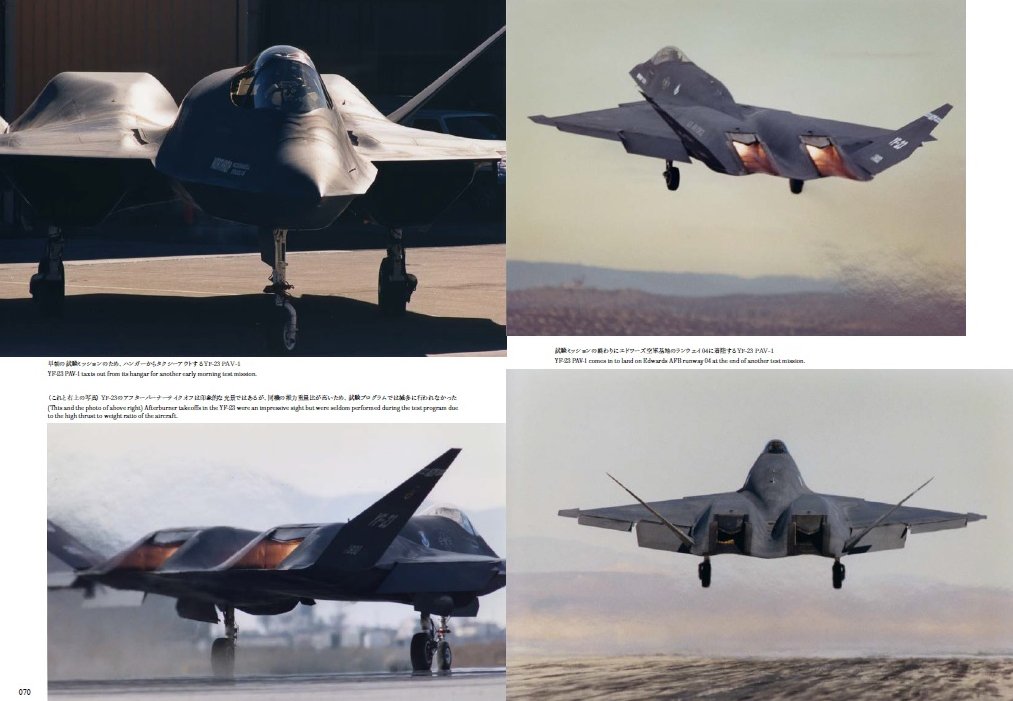 早朝の試験ミッションのため、ハンガーからタクシーアウトするYF-23 PAV-1
YF-23 PAV-1 taxis out from its hangar for another early morning test mission.
(これと右上の写真) YF-23のアフターバーナーテイクオフは印象的な光景ではあるが、同機の推力重量比が高いため、試験プログラムでは滅多に行われなかった
(This and the photo of above right) Afterburner takeoffs in the YF-23 were an impressive sight but were seldom performed during the test program due
to the high thrust to weight ratio of the aircraft.
試験ミッションの終わりにエドワーズ空軍基地のランウェイ04に着陸するYF-23 PAV-1
YF-23 PAV-1 comes in to land on Edwards AFB runway 04 at the end of another test mission.
YF-23
070